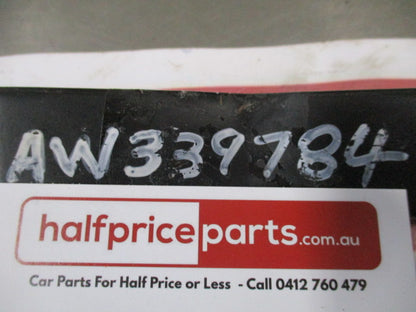 AW339784
halfpriceparts.com.au
Car Parts For Half Price or Less - Call 0412 760 479